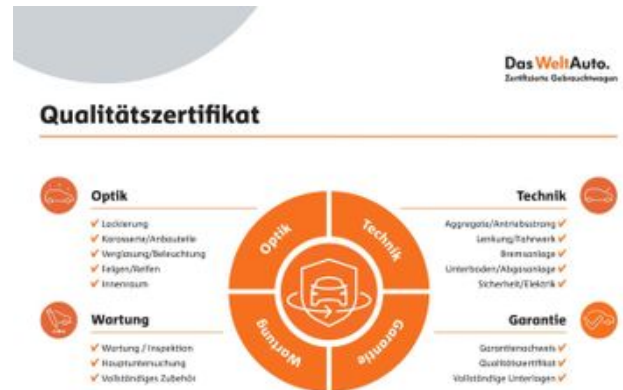 Das WeltAuto.
Zertifizierte Gebrauchtwagen
Qualitätszertifikat
Optik
Lackierung
Karosserie/Anbauteile
Verglasung/Beleuchtung
Felgen/Reifen
Innenraum
Technik
Aggregate/Antriebsstrang
Lenkung/Fahrwerk
Bremsanlage
Unterboden/Abgasanlage
Sicherheit/Elektrik
Optik
Technik
Wartung
Garantie
Wartung
Wartung / Inspektion
Hauptuntersuchung
Vollständiges Zubehör
Garantie
Garantienachweis
Qualitätszertifikat
Vollständige Unterlagen